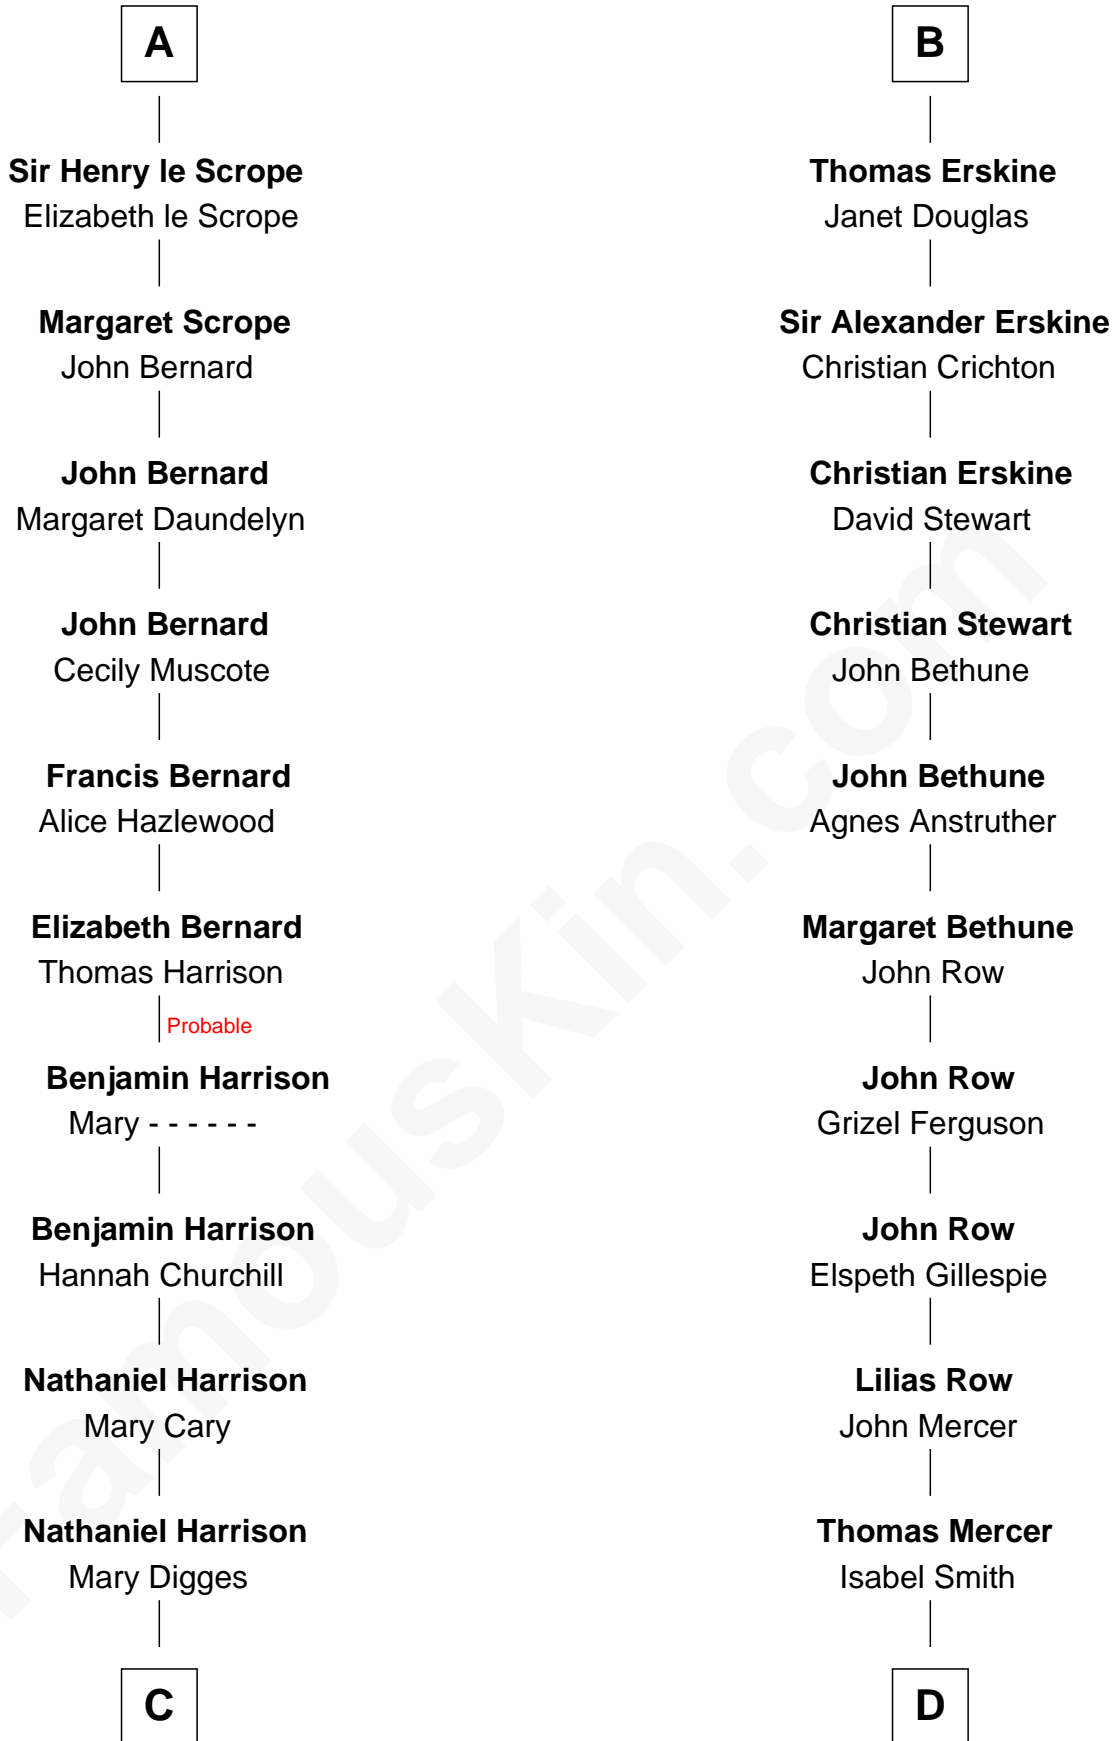 A
Sir Henry le Scrope
Elizabeth le Scrope
Margaret Scrope
John Bernard
John Bernard
Margaret Daundelyn
John Bernard
Cecily Muscote
Francis Bernard
Alice Hazlewood
Elizabeth Bernard
Thomas Harrison
Probable
Benjamin Harrison
Mary - - - - - -
Benjamin Harrison
Hannah Churchill
Nathaniel Harrison
Mary Cary
Nathaniel Harrison
Mary Digges
C
B
Thomas Erskine
Janet Douglas
Sir Alexander Erskine
Christian Crichton
Christian Erskine
David Stewart
Christian Stewart
John Bethune
John Bethune
Agnes Anstruther
Margaret Bethune
John Row
John Row
Grizel Ferguson
John Row
Elspeth Gillespie
Lilias Row
John Mercer
Thomas Mercer
Isabel Smith
D
FamousKin.com